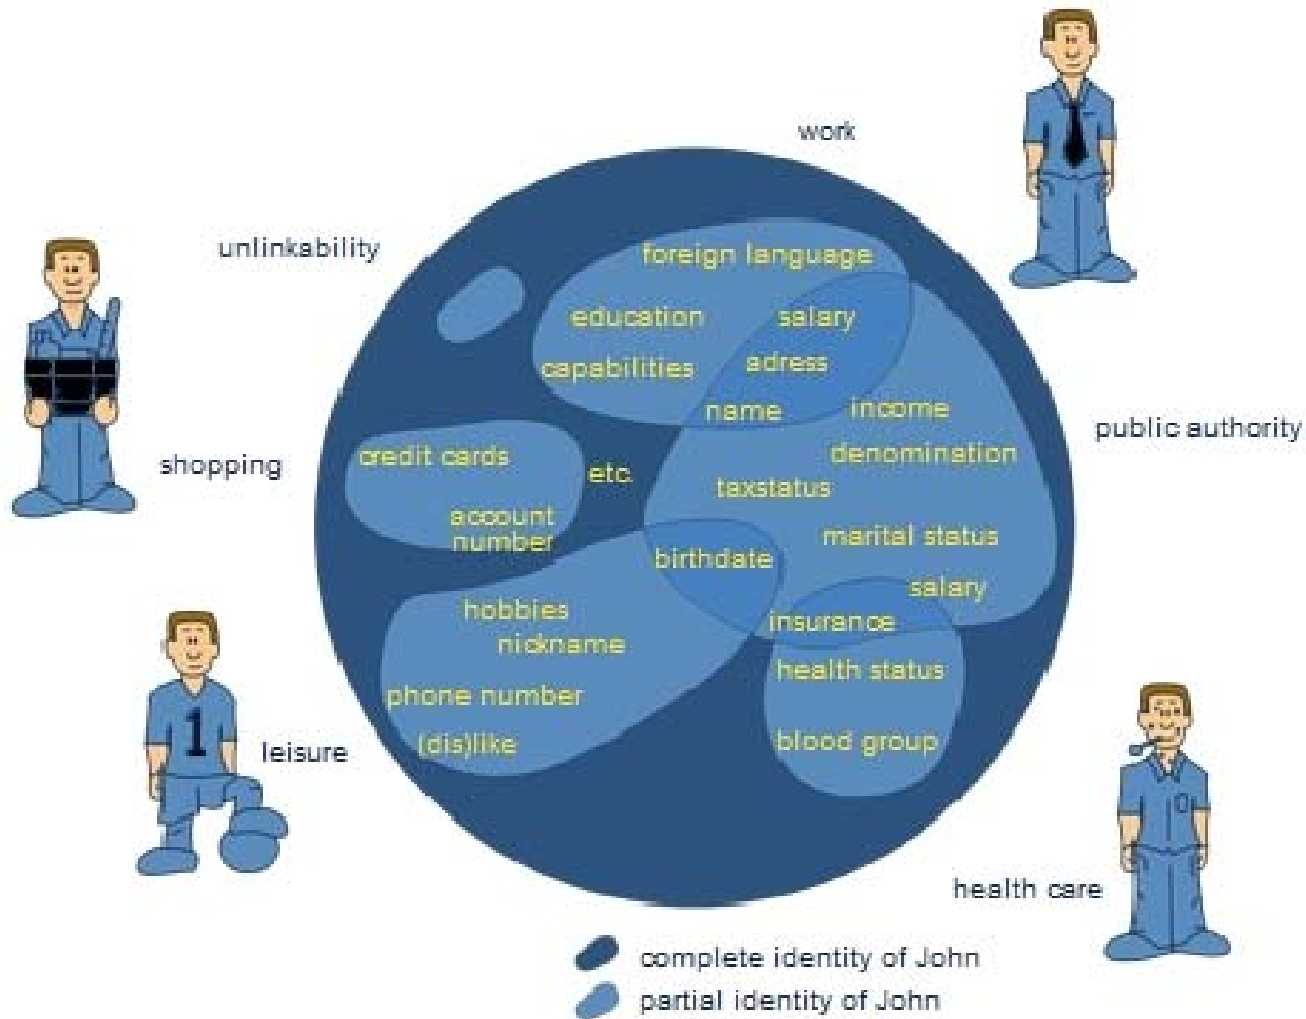 work
unlinkability
foreign language
education
salary
capabilities
adress
name
income
public authority
credit cards
denomination
shopping
etc.
taxstatus
account
number
marital status
birthdate
salary
hobbies
insurance
nickname
health status
phone number
(dis)like
blood group
1
leisure
health care
complete identity of John
partial identity of John